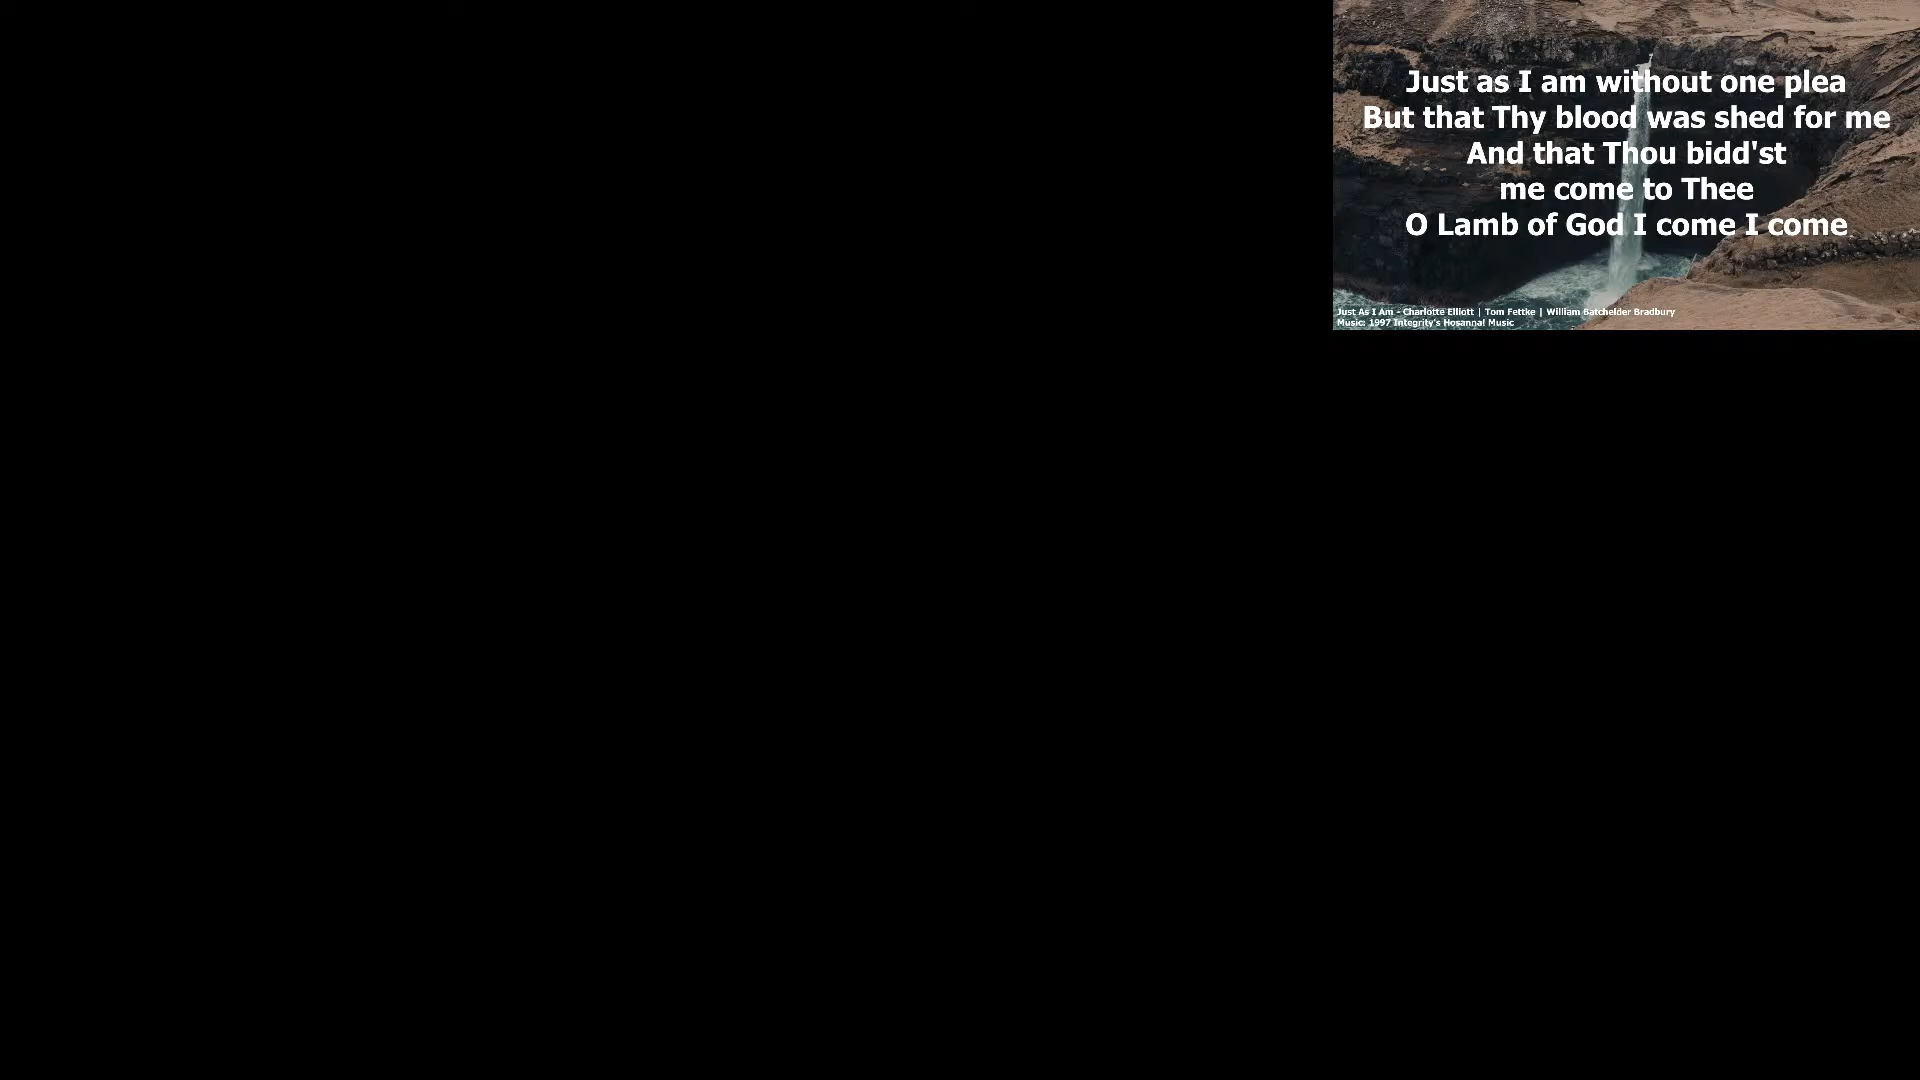 Just as I am without one plea
But that Thy blood was shed for me
And that Thou bidd'st
me come to Thee
O Lamb of God I come I come
Just As I Am - Charlotte Elliott | Tom Fettke | William Batchelder Bradbury
Music: 1997 Integrity's Hosanna! Music